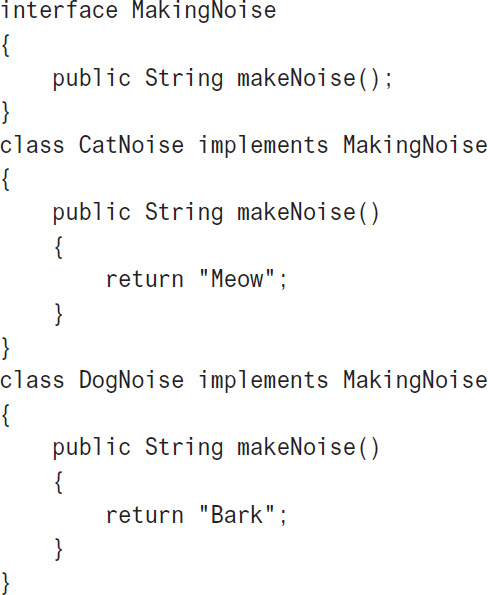 interface MakingNoise
{
    public String makeNoise();
}
class CatNoise implements MakingNoise
{
    public String makeNoise()
    {
        return "Meow";
    }
}
class DogNoise implements MakingNoise
{
    public String makeNoise()
    {
        return "Bark";
    }
}